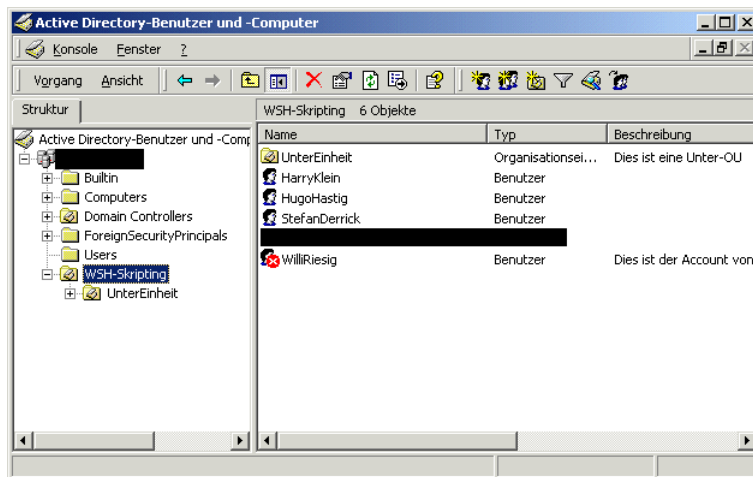 Active Directory-Benutzer und -Computer
Konsole Fenster ?
Vorgang Ansicht
Struktur
WSH-Skripting 6 Objekte
Active Directory-Benutzer und -Comp
Builtin
Computers
Domain Controllers
ForeignSecurityPrincipals
Users
WSH-Skripting
UnterEinheit
Name Typ Beschreibung
UnterEinheit Organisationsei... Dies ist eine Unter-OU
HarryKlein Benutzer
HugoHastig Benutzer
StefanDerrick Benutzer
WilliRiesig Benutzer Dies ist der Account von